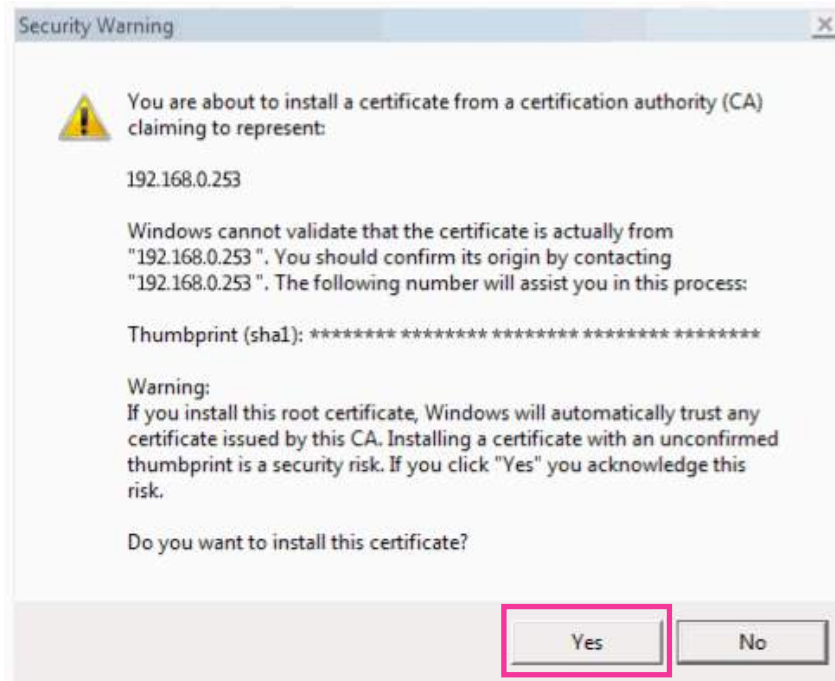 Security Warning
You are about to install a certificate from a certification authority (CA)
claiming to represent:
192.168.0.253
Windows cannot validate that the certificate is actually from
"192.168.0.253 ". You should confirm its origin by contacting
"192.168.0.253 ". The following number will assist you in this process:
Thumbprint (sha1): ******** ******** ******** ******** ********
Warning:
If you install this root certificate, Windows will automatically trust any
certificate issued by this CA. Installing a certificate with an unconfirmed
thumbprint is a security risk. If you click "Yes" you acknowledge this
risk.
Do you want to install this certificate?
Yes
No